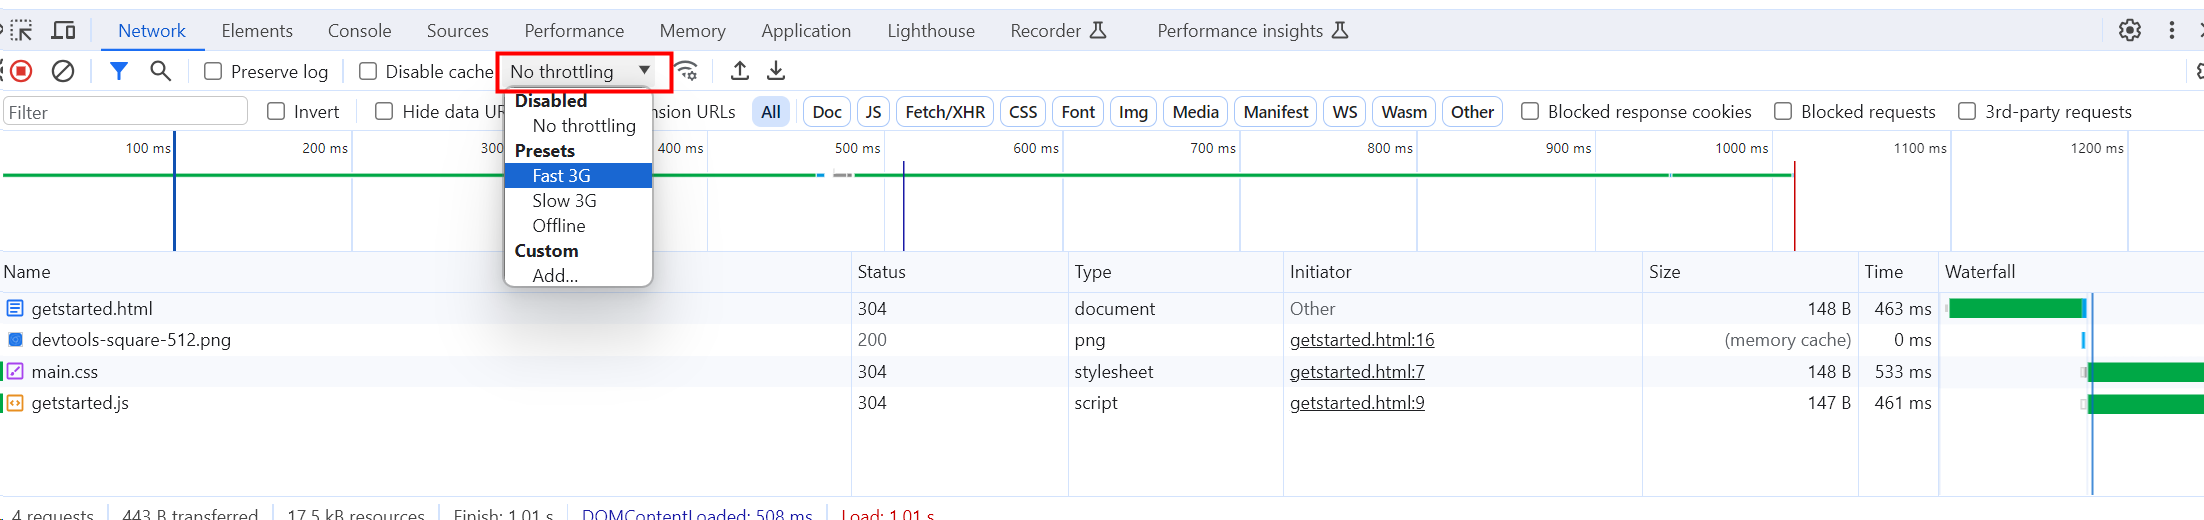 Network Elements Console Sources Performance Memory Application Lighthouse Recorder Performance insights
Preserve log Disable cache No throttling
Filter Invert Hide data UR nsion URLs All Doc JS Fetch/XHR CSS Font Img Media Manifest WS Wasm Other Blocked response cookies Blocked requests 3rd-party requests
Disabled
No throttling
Presets
Fast 3G
Slow 3G
Offline
Custom
Add...
100 ms 200 ms 300 400 ms 500 ms 600 ms 700 ms 800 ms 900 ms 1000 ms 1100 ms 1200 ms
Name Status Type Initiator Size Time Waterfall
getstarted.html 304 document Other 148 B 463 ms
devtools-square-512.png 200 png getstarted.html:16 (memory cache) 0 ms
main.css 304 stylesheet getstarted.html:7 148 B 533 ms
getstarted.js 304 script getstarted.html:9 147 B 461 ms
4 requests 443 B transferred 17.5 kB resources Finish: 1.01 s DOMContentLoaded: 508 ms Load: 1.01 s